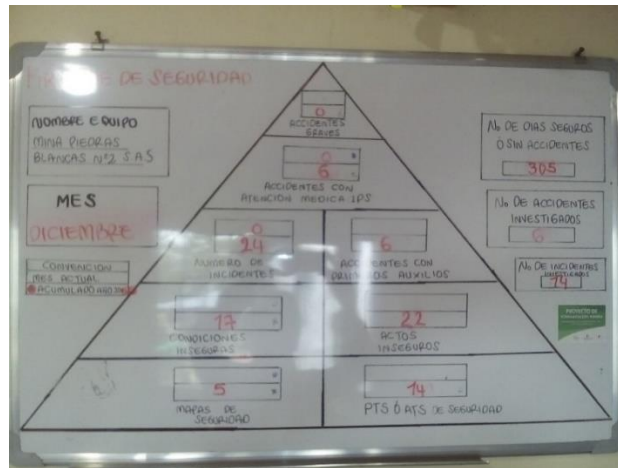 DE SEGURIDAD
NOMBRE EQUIPO
MINA PIEDRAS
BLANCAS Nº2 S.A.S
MES
DICIEMBRE
CONVENCION
MES ACTUAL
ACUMULADO AÑO
0
ACCIDENTES
GRAVES
0
6
ACCIDENTES CON
ATENCIÓN MEDICA IPS
0
24
NUMERO DE
INCIDENTES
6
ACCIDENTES CON
PRIMEROS AUXILIOS
17
CONDICIONES
INSEGURAS
22
ACTOS
INSEGUROS
5
MAPAS DE
SEGURIDAD
14
PTS Ó ATS DE SEGURIDAD
No DE DIAS SEGUROS
Ó SIN ACCIDENTES
305
No DE ACCIDENTES
INVESTIGADOS
6
No DE INCIDENTES
INVESTIGADOS
14